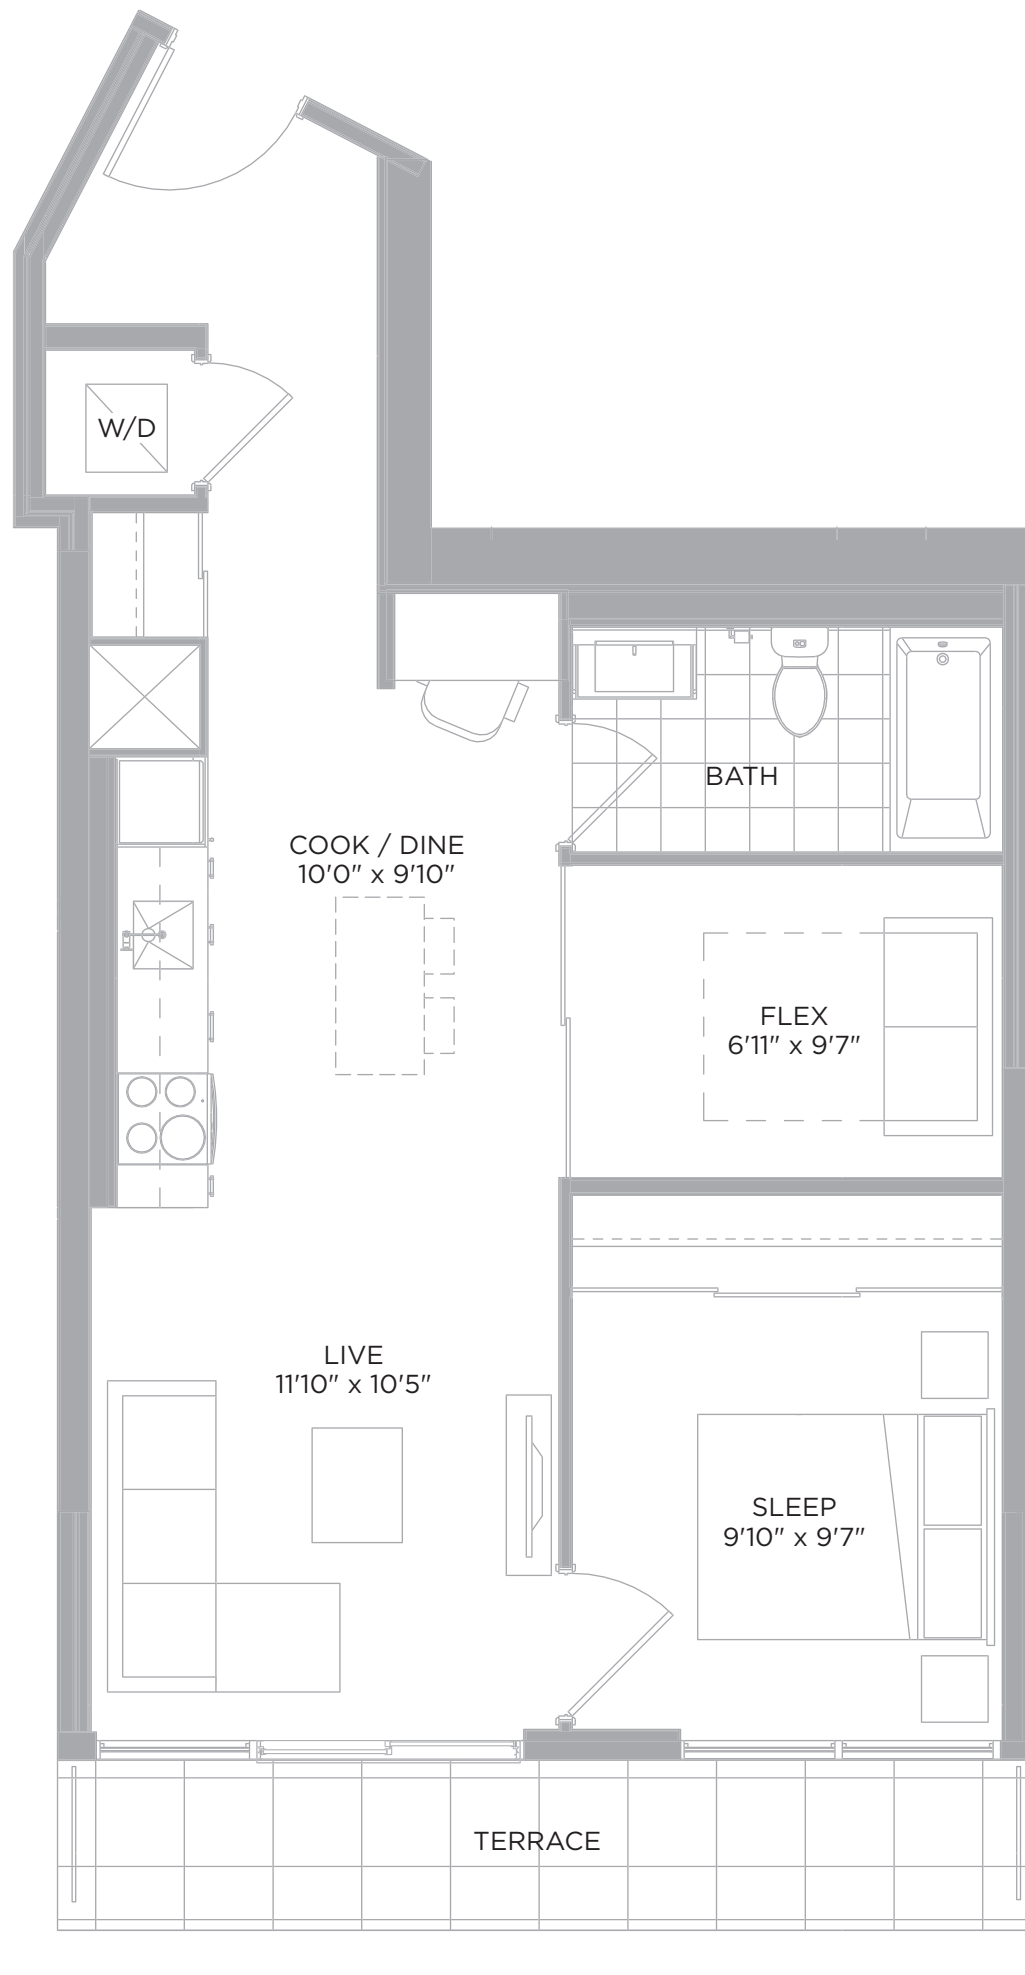 W/D
BATH
COOK / DINE
10'0" x 9'10"
FLEX
6'11" x 9'7"
LIVE
11'10" x 10'5"
SLEEP
9'10" x 9'7"
TERRACE